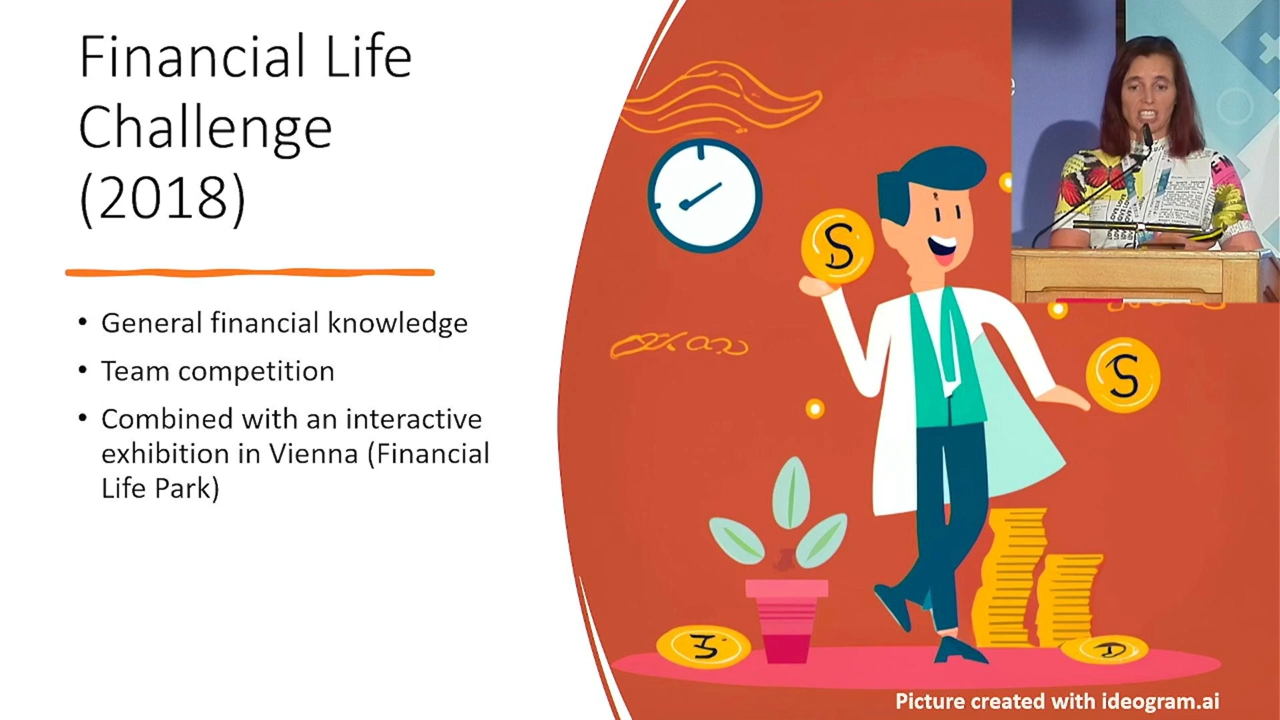 Financial Life
Challenge
(2018)
• General financial knowledge
• Team competition
• Combined with an interactive
exhibition in Vienna (Financial
Life Park)
S
S
Picture created with ideogram.ai